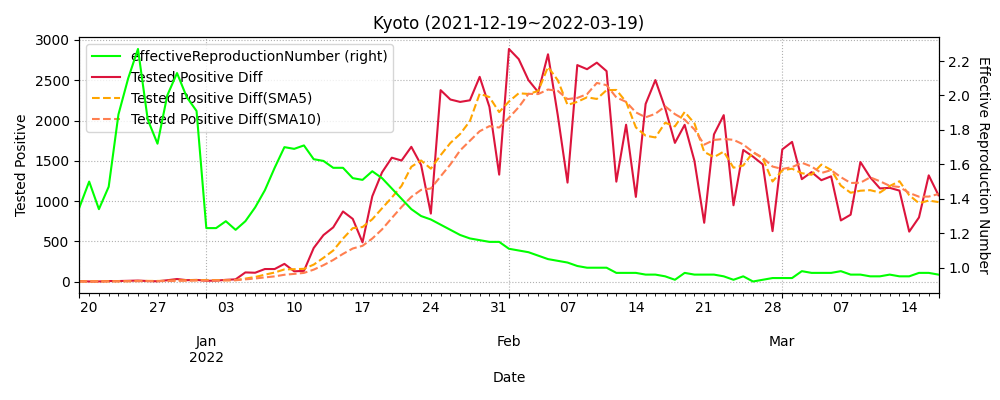 Kyoto (2021-12-19~2022-03-19)
effectiveReproductionNumber (right)
Tested Positive Diff
Tested Positive Diff(SMA5)
Tested Positive Diff(SMA10)
Tested Positive
3000
2500
2000
1500
1000
500
0
2.2
2.0
1.8
1.6
1.4
1.2
1.0
Effective Reproduction Number
20 27 03 10 17 24 31 07 14 21 28 07 14
Jan Feb Mar
2022
Date